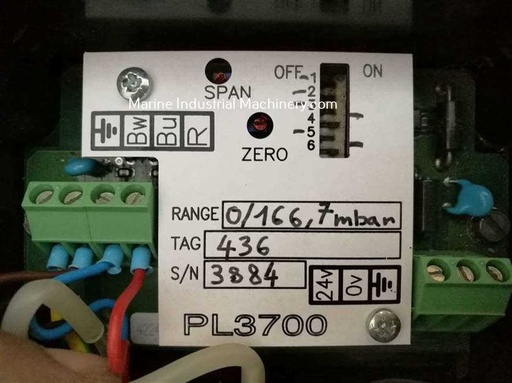 OFF ON
1
2
3
4
5
6
SPAN
Marine Industrial Machinery.com
Bw Bu R
ZERO
RANGE 0/166,7mbar
TAG 436
S/N 3884
24v 0v
PL3700